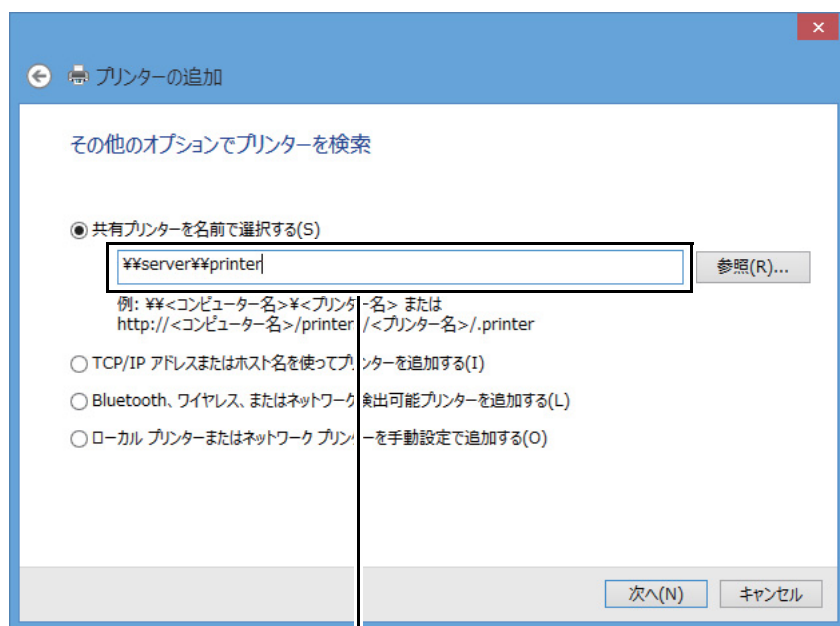 プリンターの追加
その他のオプションでプリンターを検索
共有プリンターを名前で選択する(S)
¥¥server¥¥printer
参照(R)...
例: ¥¥<コンピューター名>¥<プリンター名> または
http://<コンピューター名>/printers/<プリンター名>/.printer
TCP/IP アドレスまたはホスト名を使ってプリンターを追加する(I)
Bluetooth、ワイヤレス、またはネットワーク検出可能プリンターを追加する(L)
ローカル プリンターまたはネットワーク プリンターを手動設定で追加する(O)
次へ(N)
キャンセル